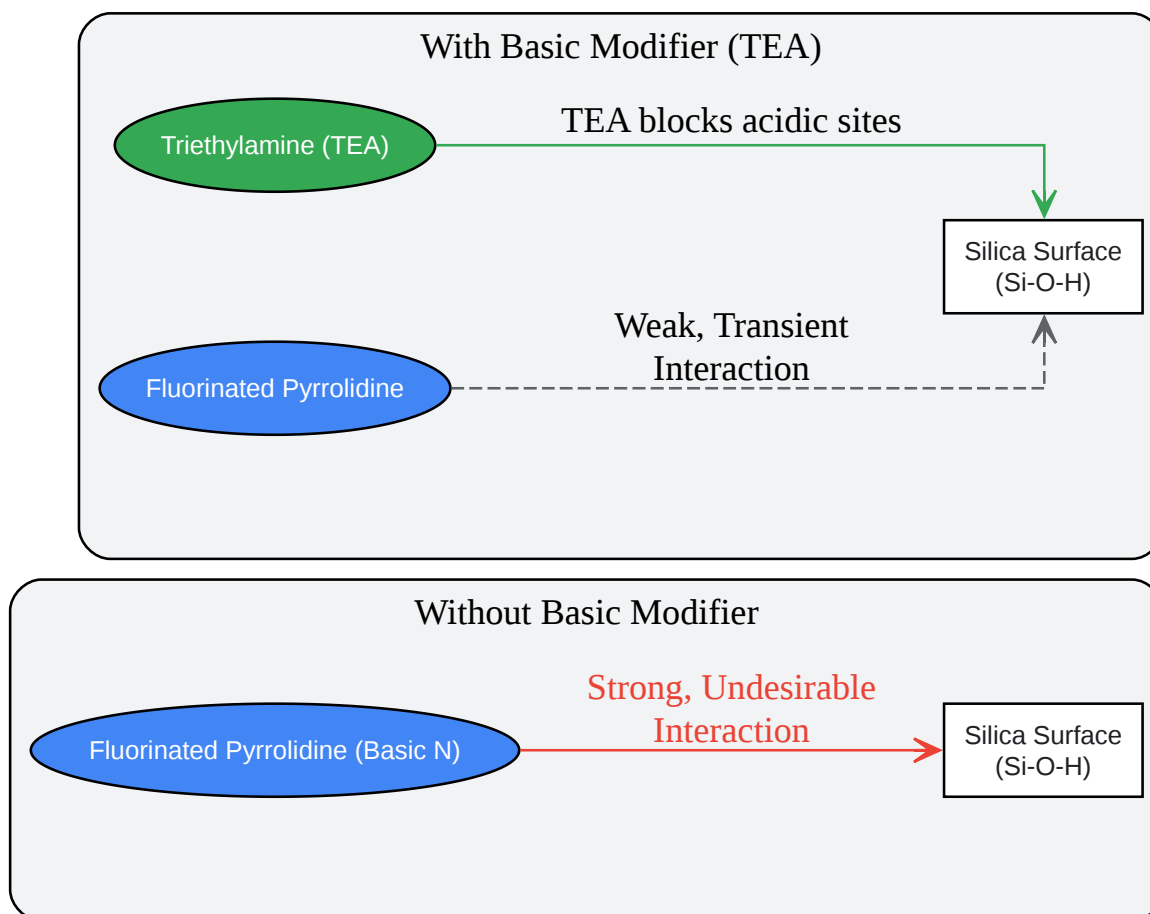 With Basic Modifier (TEA)
Triethylamine (TEA)
TEA blocks acidic sites
Silica Surface
(Si-O-H)
Weak, Transient
Interaction
Fluorinated Pyrrolidine
Without Basic Modifier
Fluorinated Pyrrolidine (Basic N)
Strong, Undesirable
Interaction
Silica Surface
(Si-O-H)